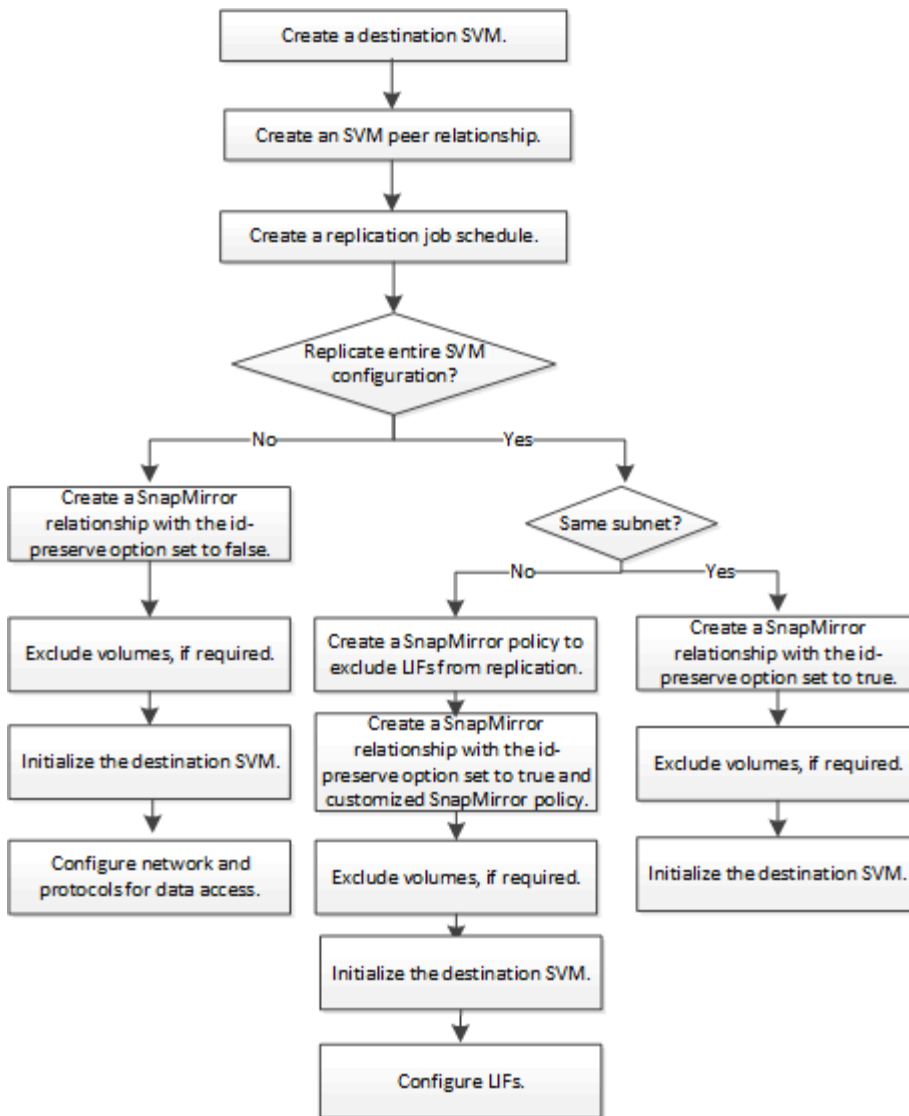 Create a destination SVM.
Create an SVM peer relationship.
Create a replication job schedule.
Replicate entire SVM
configuration?
No
Yes
Create a SnapMirror
relationship with the id-
preserve option set to false.
Exclude volumes, if required.
Initialize the destination SVM.
Configure network and
protocols for data access.
Same subnet?
No
Yes
Create a SnapMirror policy to
exclude LIFs from replication.
Create a SnapMirror
relationship with the id-
preserve option set to true and
customized SnapMirror policy.
Exclude volumes, if required.
Initialize the destination SVM.
Configure LIFs.
Create a SnapMirror
relationship with the id-
preserve option set to true.
Exclude volumes, if required.
Initialize the destination SVM.